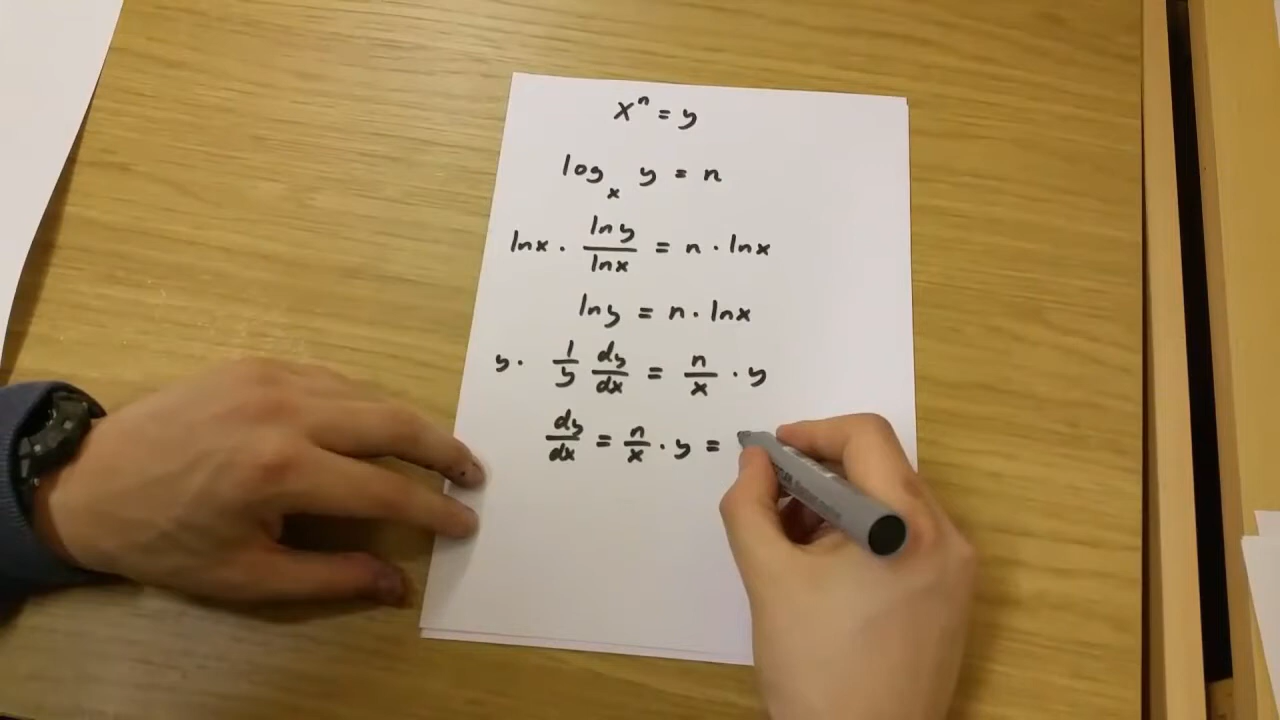 xⁿ = y
logₓ y = n
lnx · lny/lnx = n · lnx
lny = n · lnx
y · 1/y dy/dx = n/x · y
dy/dx = n/x · y =